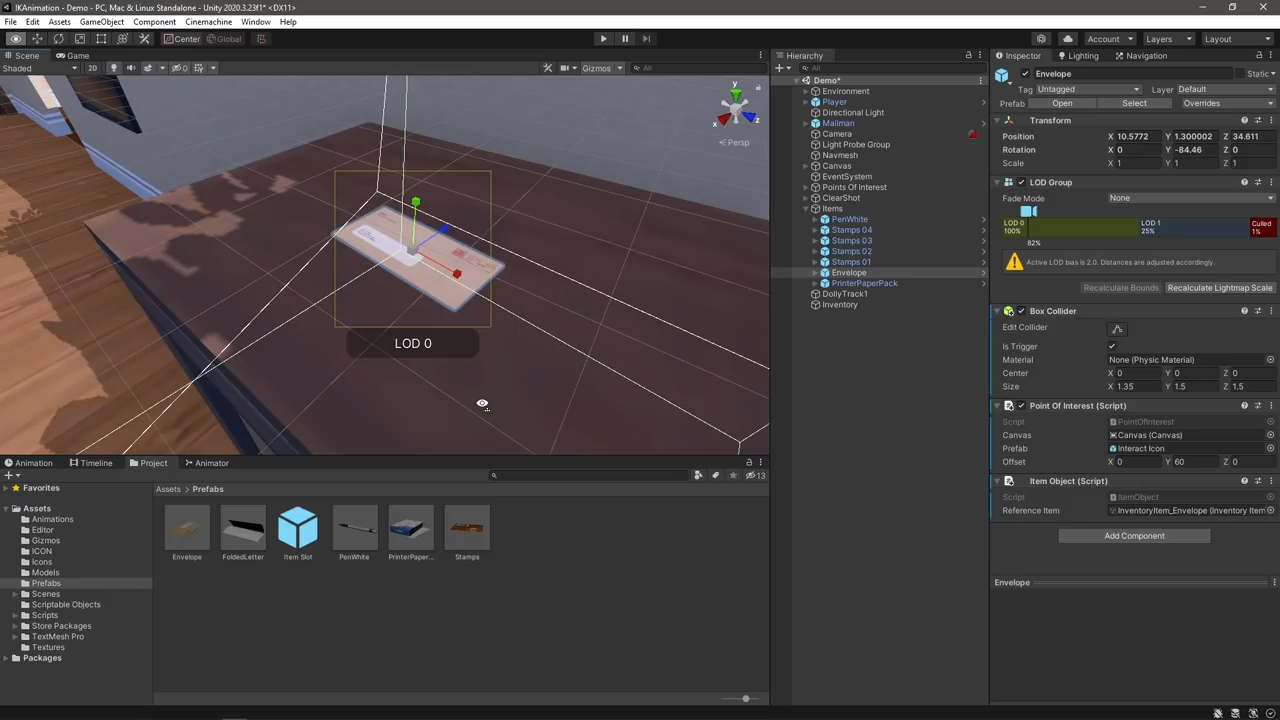 IKAnimation - Demo - PC, Mac & Linux Standalone - Unity 2020.3.23f1* <DX11>
File Edit Assets GameObject Component Cinemachine Window Help
Center Global Account Layers Layout
Scene Game
Shaded 2D 0 Gizmos All
y
x z
Persp
LOD 0
Hierarchy
All
Demo*
Environment
Player
Directional Light
Mailman
Camera
Light Probe Group
Navmesh
Canvas
EventSystem
Points Of Interest
ClearShot
Items
PenWhite
Stamps 04
Stamps 03
Stamps 02
Stamps 01
Envelope
PrinterPaperPack
DollyTrack1
Inventory
Inspector Lighting Navigation
Envelope Static
Tag Untagged Layer Default
Prefab Open Select Overrides
Transform
Position X 10.5772 Y 1.300002 Z 34.611
Rotation X 0 Y -84.46 Z 0
Scale X 1 Y 1 Z 1
LOD Group
Fade Mode None
LOD 0 LOD 1 Culled
100% 25% 1%
82%
Active LOD bias is 2.0. Distances are adjusted accordingly.
Recalculate Bounds Recalculate Lightmap Scale
Box Collider
Edit Collider
Is Trigger
Material None (Physic Material)
Center X 0 Y 0 Z 0
Size X 1.35 Y 1.5 Z 1.5
Point Of Interest (Script)
Script PointOfInterest
Canvas Canvas (Canvas)
Prefab Interact Icon
Offset X 0 Y 60 Z 0
Item Object (Script)
Script ItemObject
Reference Item InventoryItem_Envelope (Inventory Item
Add Component
Envelope
Animation Timeline Project Animator
13
Favorites
Assets
Animations
Editor
Gizmos
ICON
Icons
Models
Prefabs
Scenes
Scriptable Objects
Scripts
Store Packages
TextMesh Pro
Textures
Packages
Assets Prefabs
Envelope FoldedLetter Item Slot PenWhite PrinterPaper... Stamps